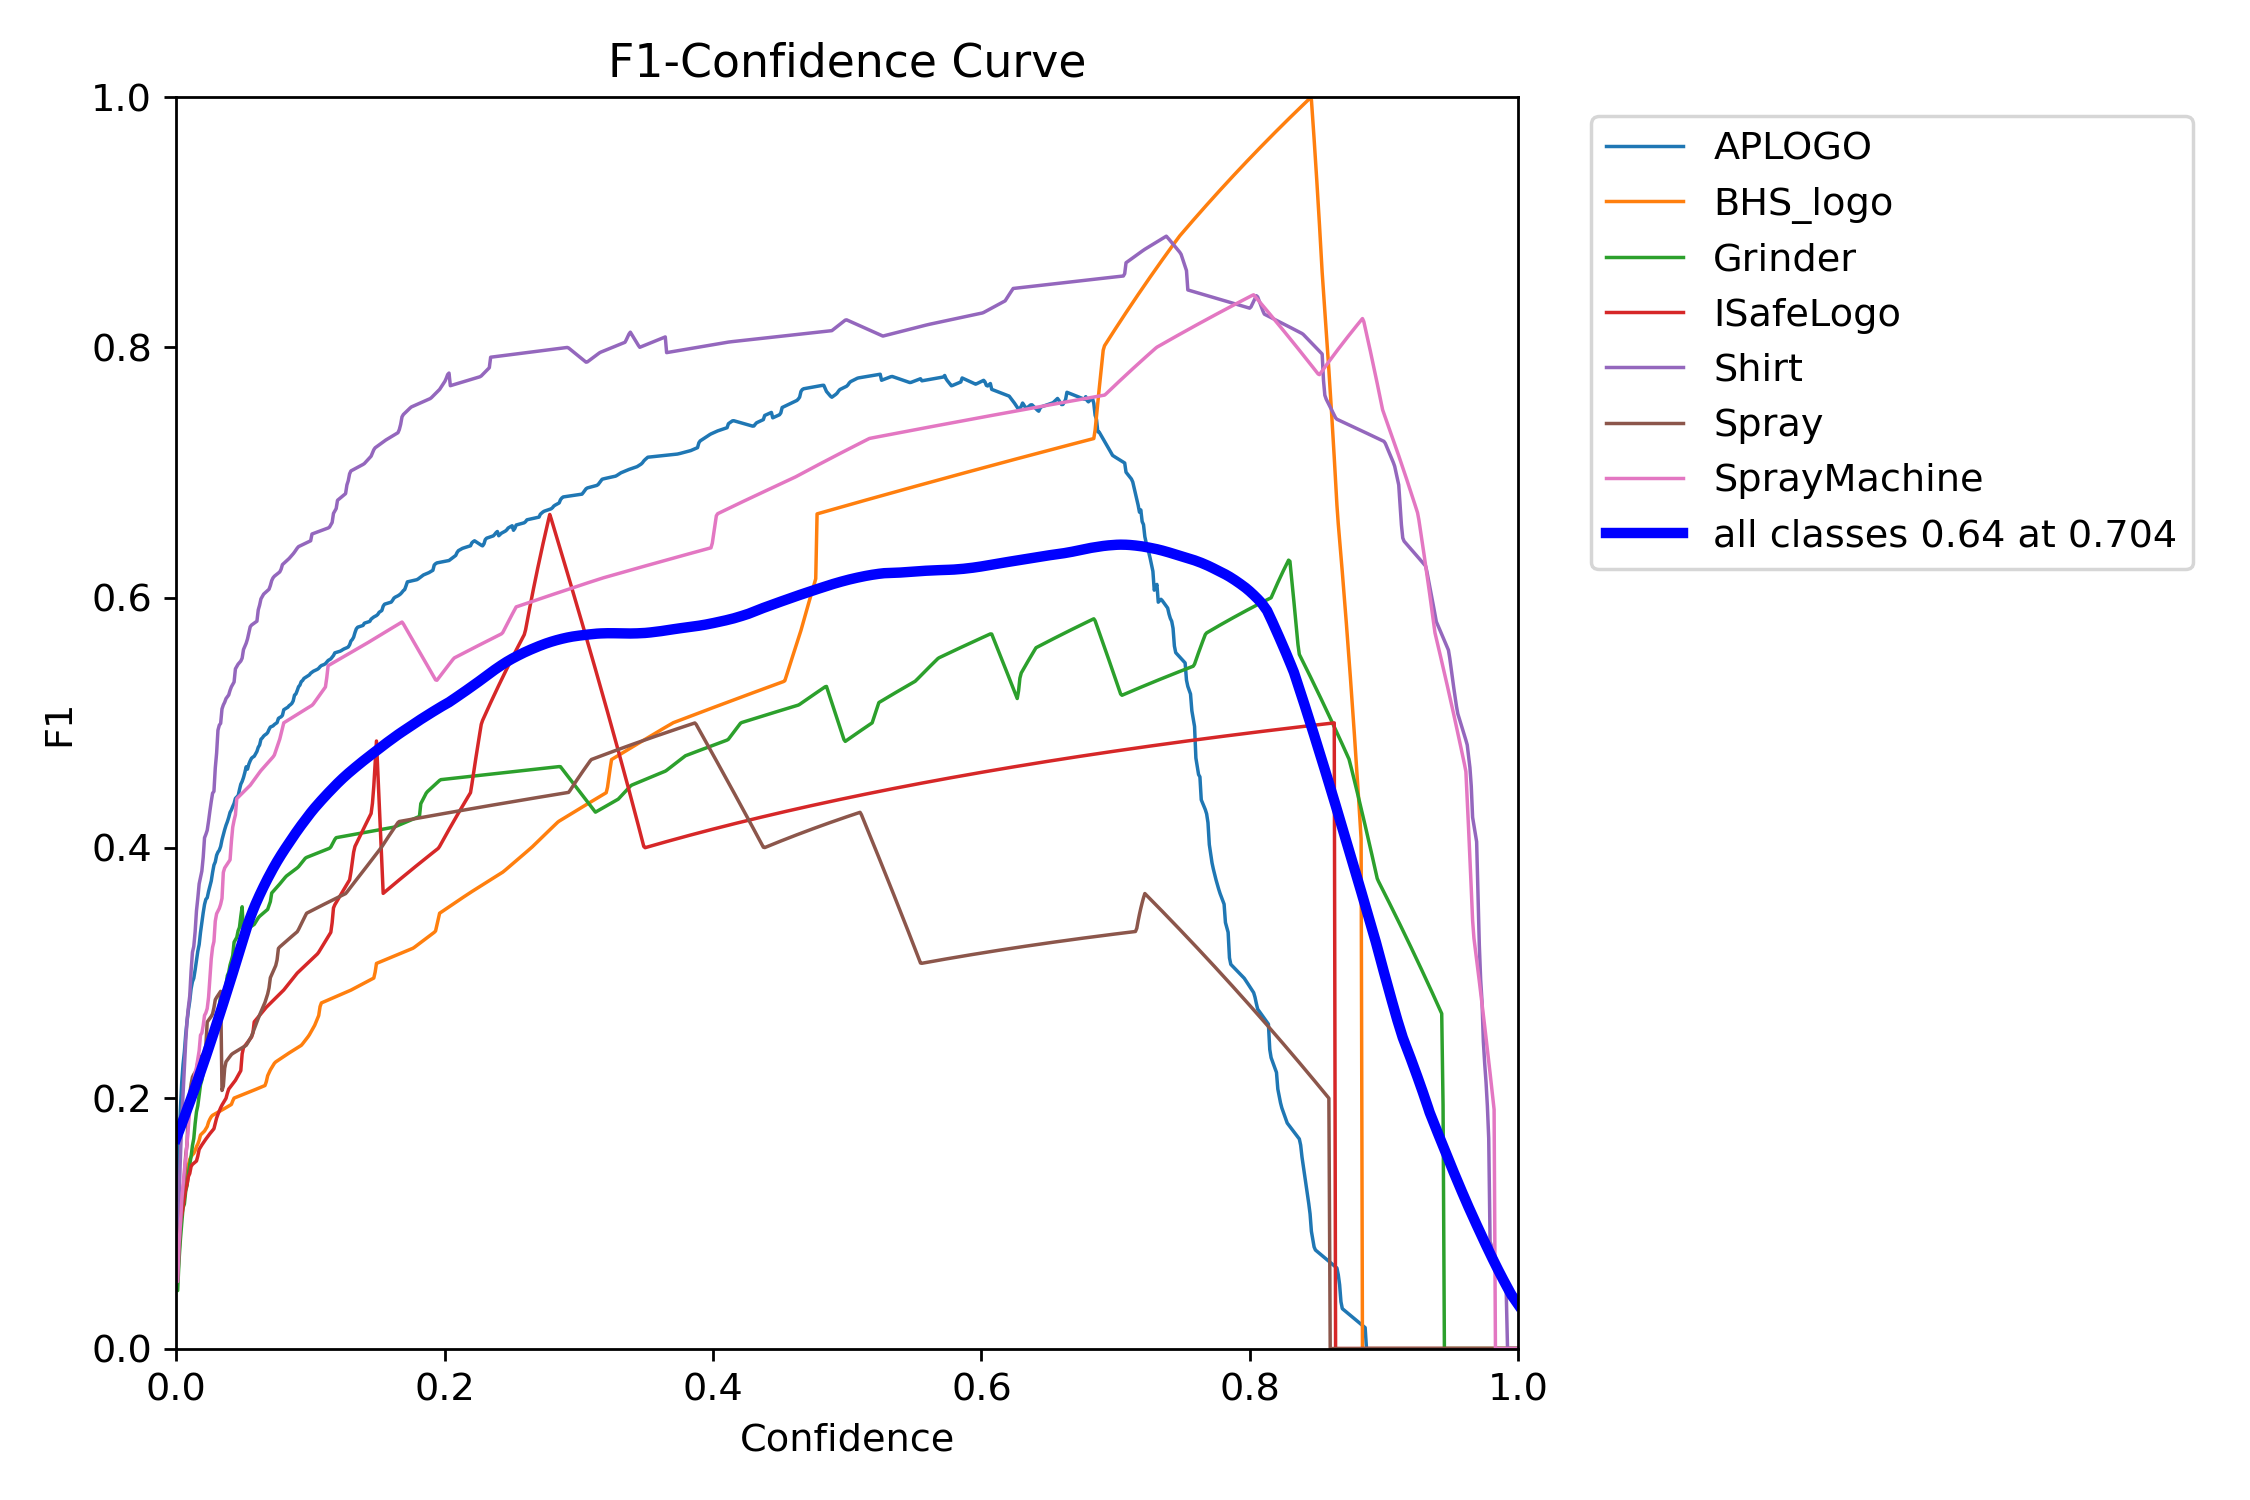 F1-Confidence Curve
1.0
0.8
0.6
0.4
0.2
0.0
F1
0.0 0.2 0.4 0.6 0.8 1.0
Confidence
APLOGO
BHS_logo
Grinder
ISafeLogo
Shirt
Spray
SprayMachine
all classes 0.64 at 0.704